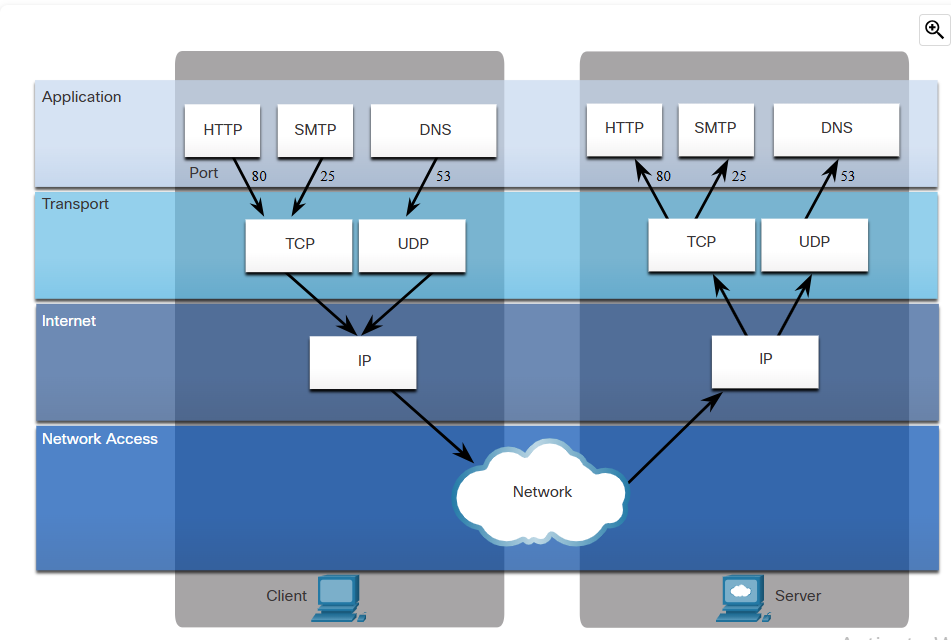 Application
HTTP SMTP DNS HTTP SMTP DNS
Port 80 25 53 80 25 53
Transport
TCP UDP TCP UDP
Internet
IP IP
Network Access
Network
Client Server